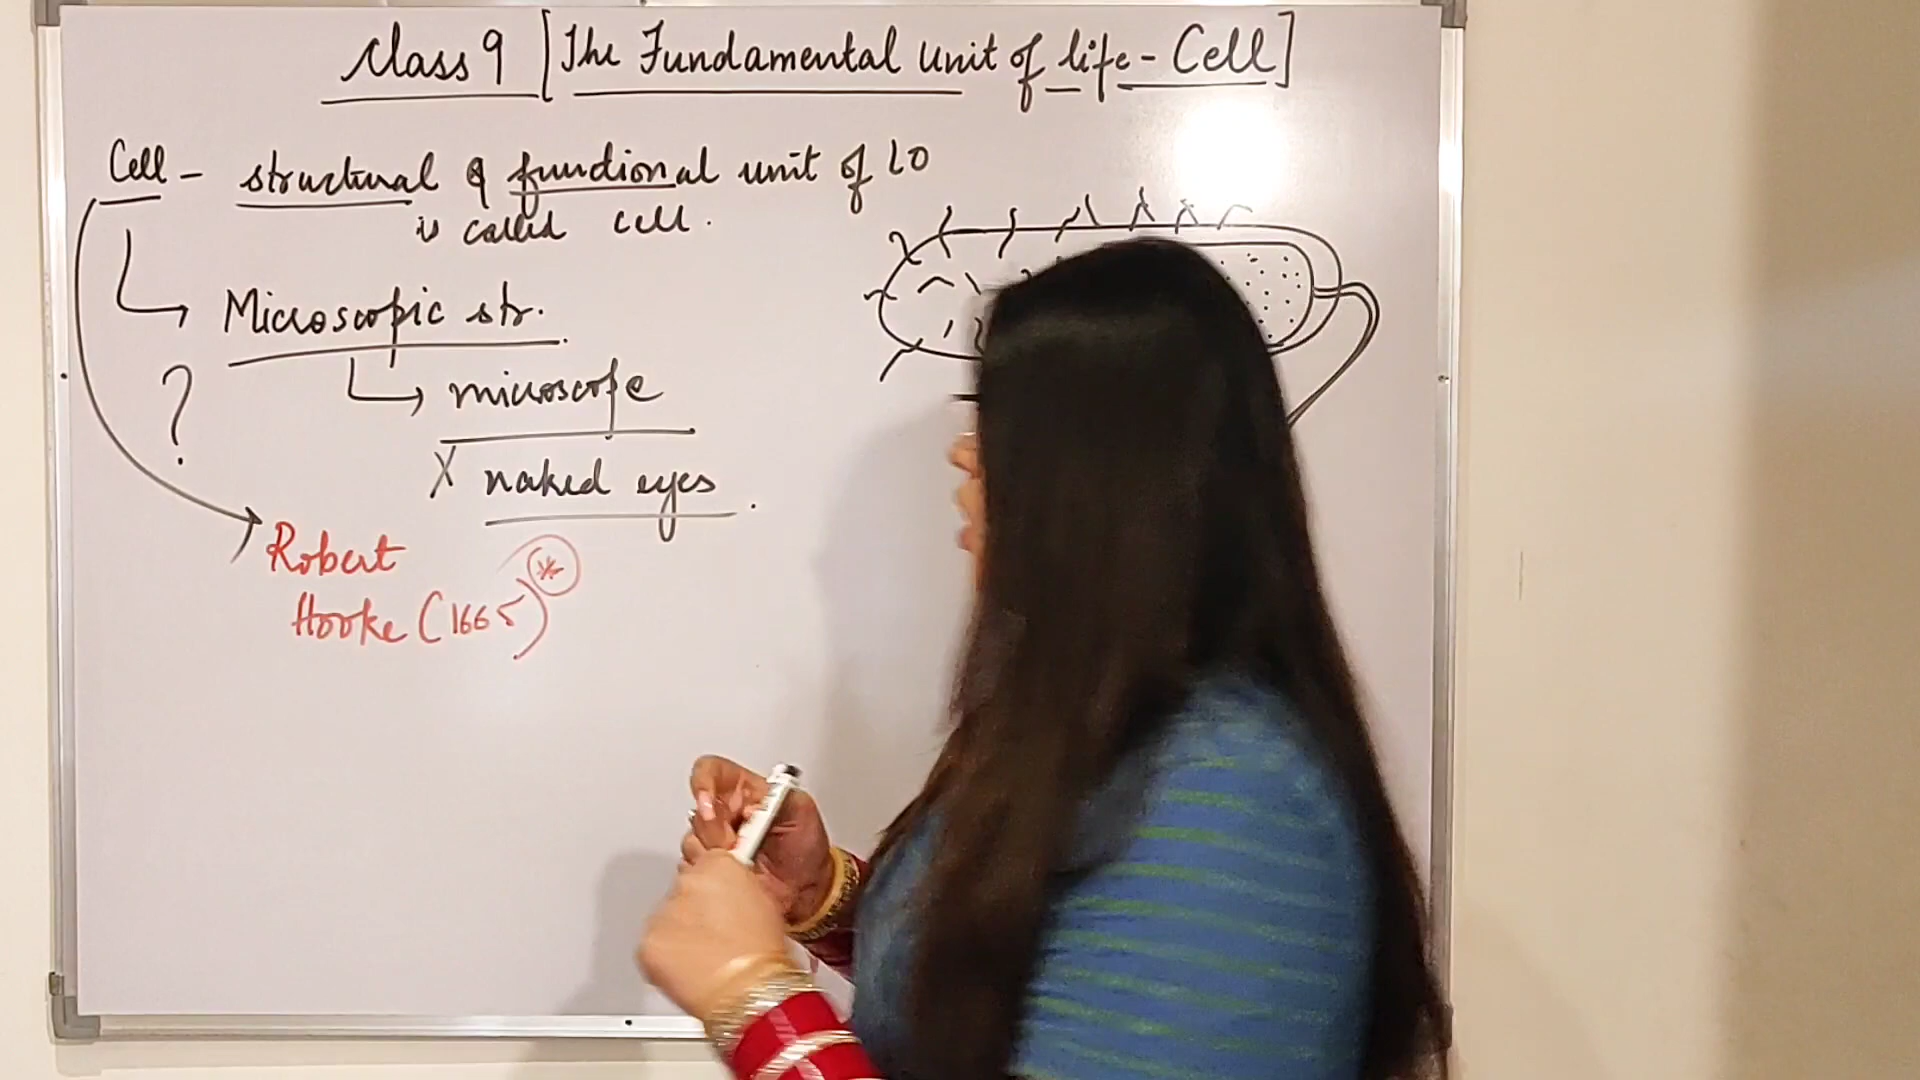 Class 9 [The Fundamental Unit of life - Cell]
Cell - structural & functional unit of LO
is called cell.
Microscopic str.
?
microscope
X naked eyes.
Robert
Hooke (1665)*